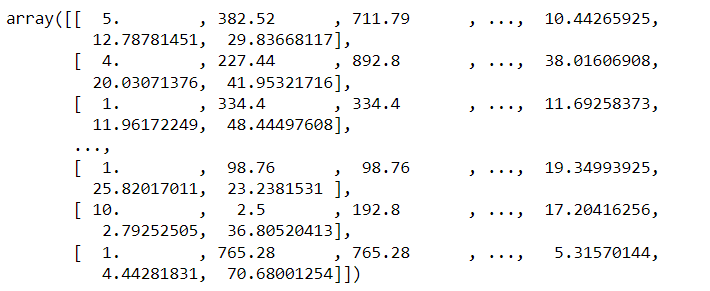 array([[  5.        , 382.52      , 711.79      , ...,  10.44265925,
         12.78781451,  29.83668117],
       [  4.        , 227.44      , 892.8       , ...,  38.01606908,
         20.03071376,  41.95321716],
       [  1.        , 334.4       , 334.4       , ...,  11.69258373,
         11.96172249,  48.44497608],
       ...,
       [  1.        ,  98.76      ,  98.76      , ...,  19.34993925,
         25.82017011,  23.2381531 ],
       [ 10.        ,   2.5       , 192.8       , ...,  17.20416256,
          2.79252505,  36.80520413],
       [  1.        , 765.28      , 765.28      , ...,   5.31570144,
          4.44281831,  70.68001254]])